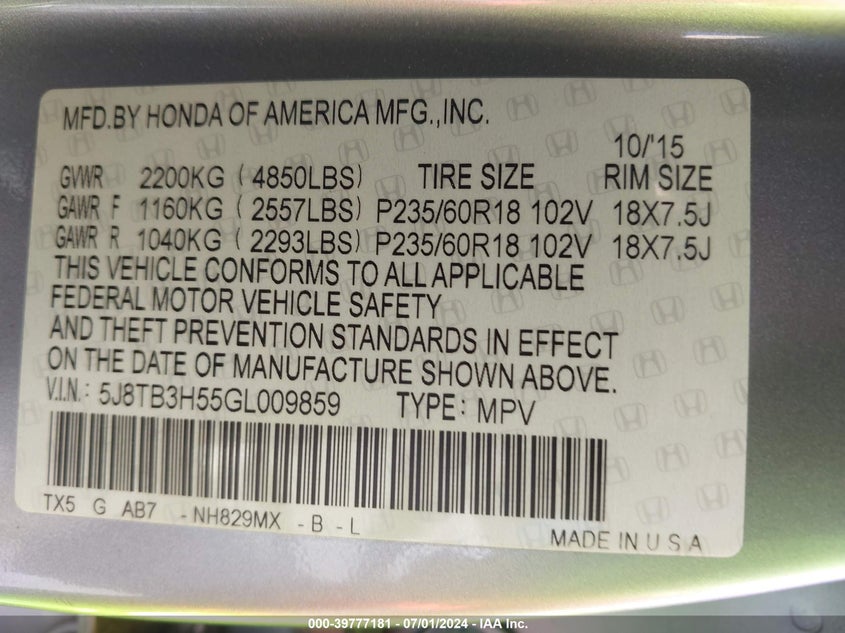 MFD.BY HONDA OF AMERICA MFG.,INC.
10/'15
GVWR 2200KG ( 4850LBS) TIRE SIZE RIM SIZE
GAWR F 1160KG ( 2557LBS) P235/60R18 102V 18X7.5J
GAWR R 1040KG ( 2293LBS) P235/60R18 102V 18X7.5J
THIS VEHICLE CONFORMS TO ALL APPLICABLE
FEDERAL MOTOR VEHICLE SAFETY
AND THEFT PREVENTION STANDARDS IN EFFECT
ON THE DATE OF MANUFACTURE SHOWN ABOVE.
V.I.N.: 5J8TB3H55GL009859 TYPE: MPV
TX5 G AB7 -NH829MX -B -L
MADE IN U S A
000-39777181 - 07/01/2024 - IAA Inc.